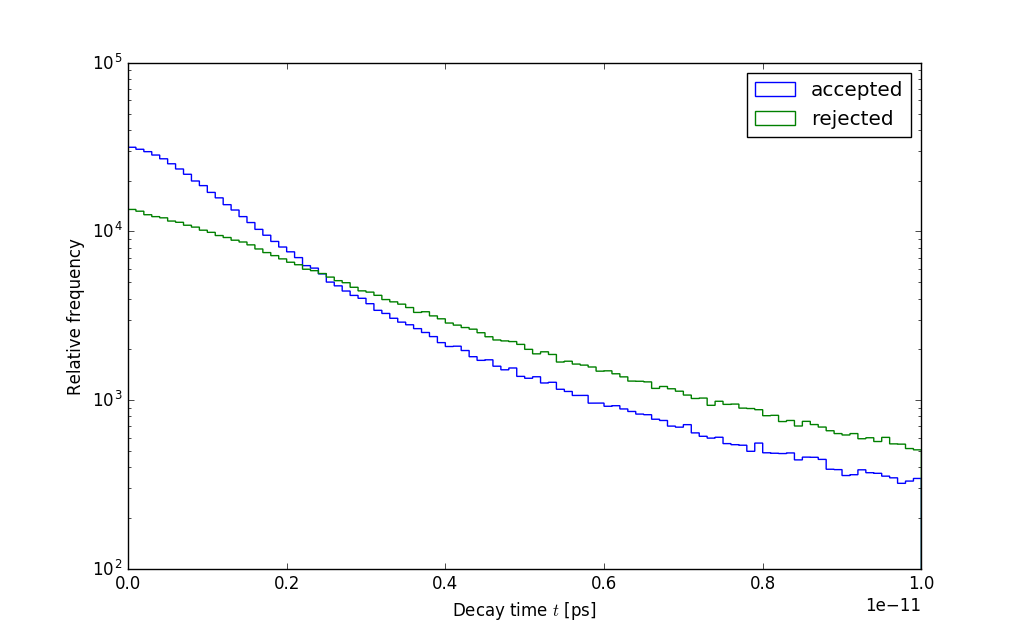 10^5
accepted
rejected
10^4
Relative frequency
10^3
10^2
0.0 0.2 0.4 0.6 0.8 1.0
1e−11
Decay time t [ps]